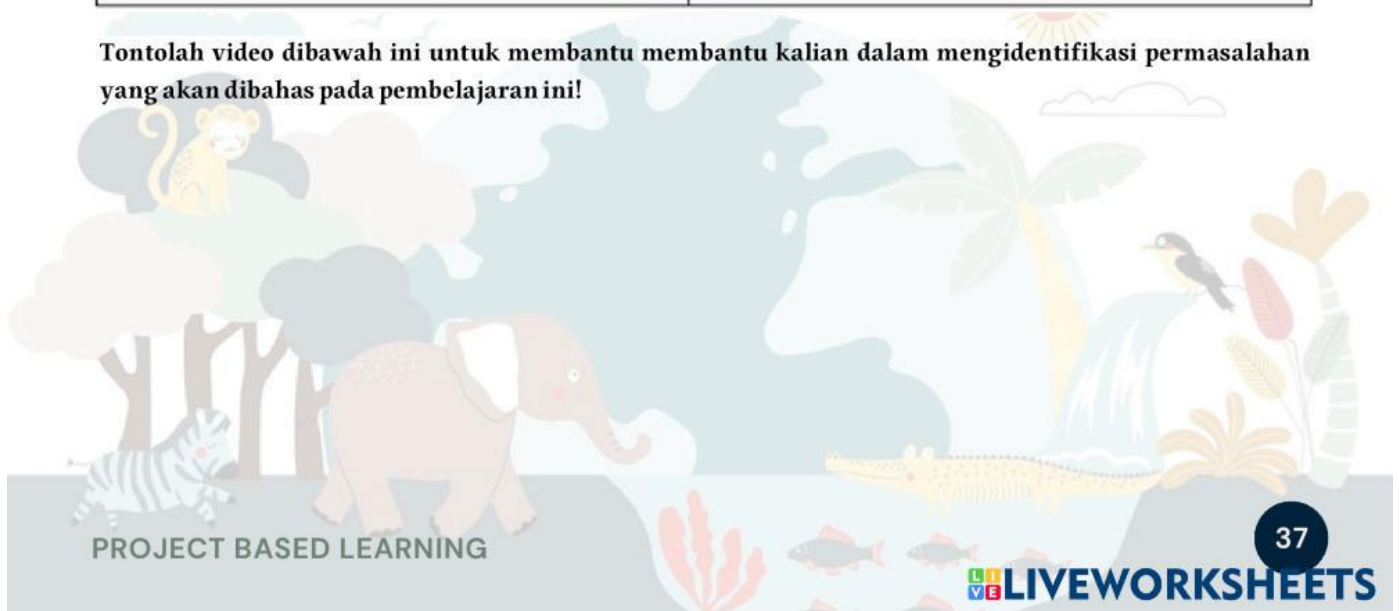 Tontolah video dibawah ini untuk membantu membantu kalian dalam mengidentifikasi permasalahan
yang akan dibahas pada pembelajaran ini!
PROJECT BASED LEARNING
37
LIVE LIVEWORKSHEETS